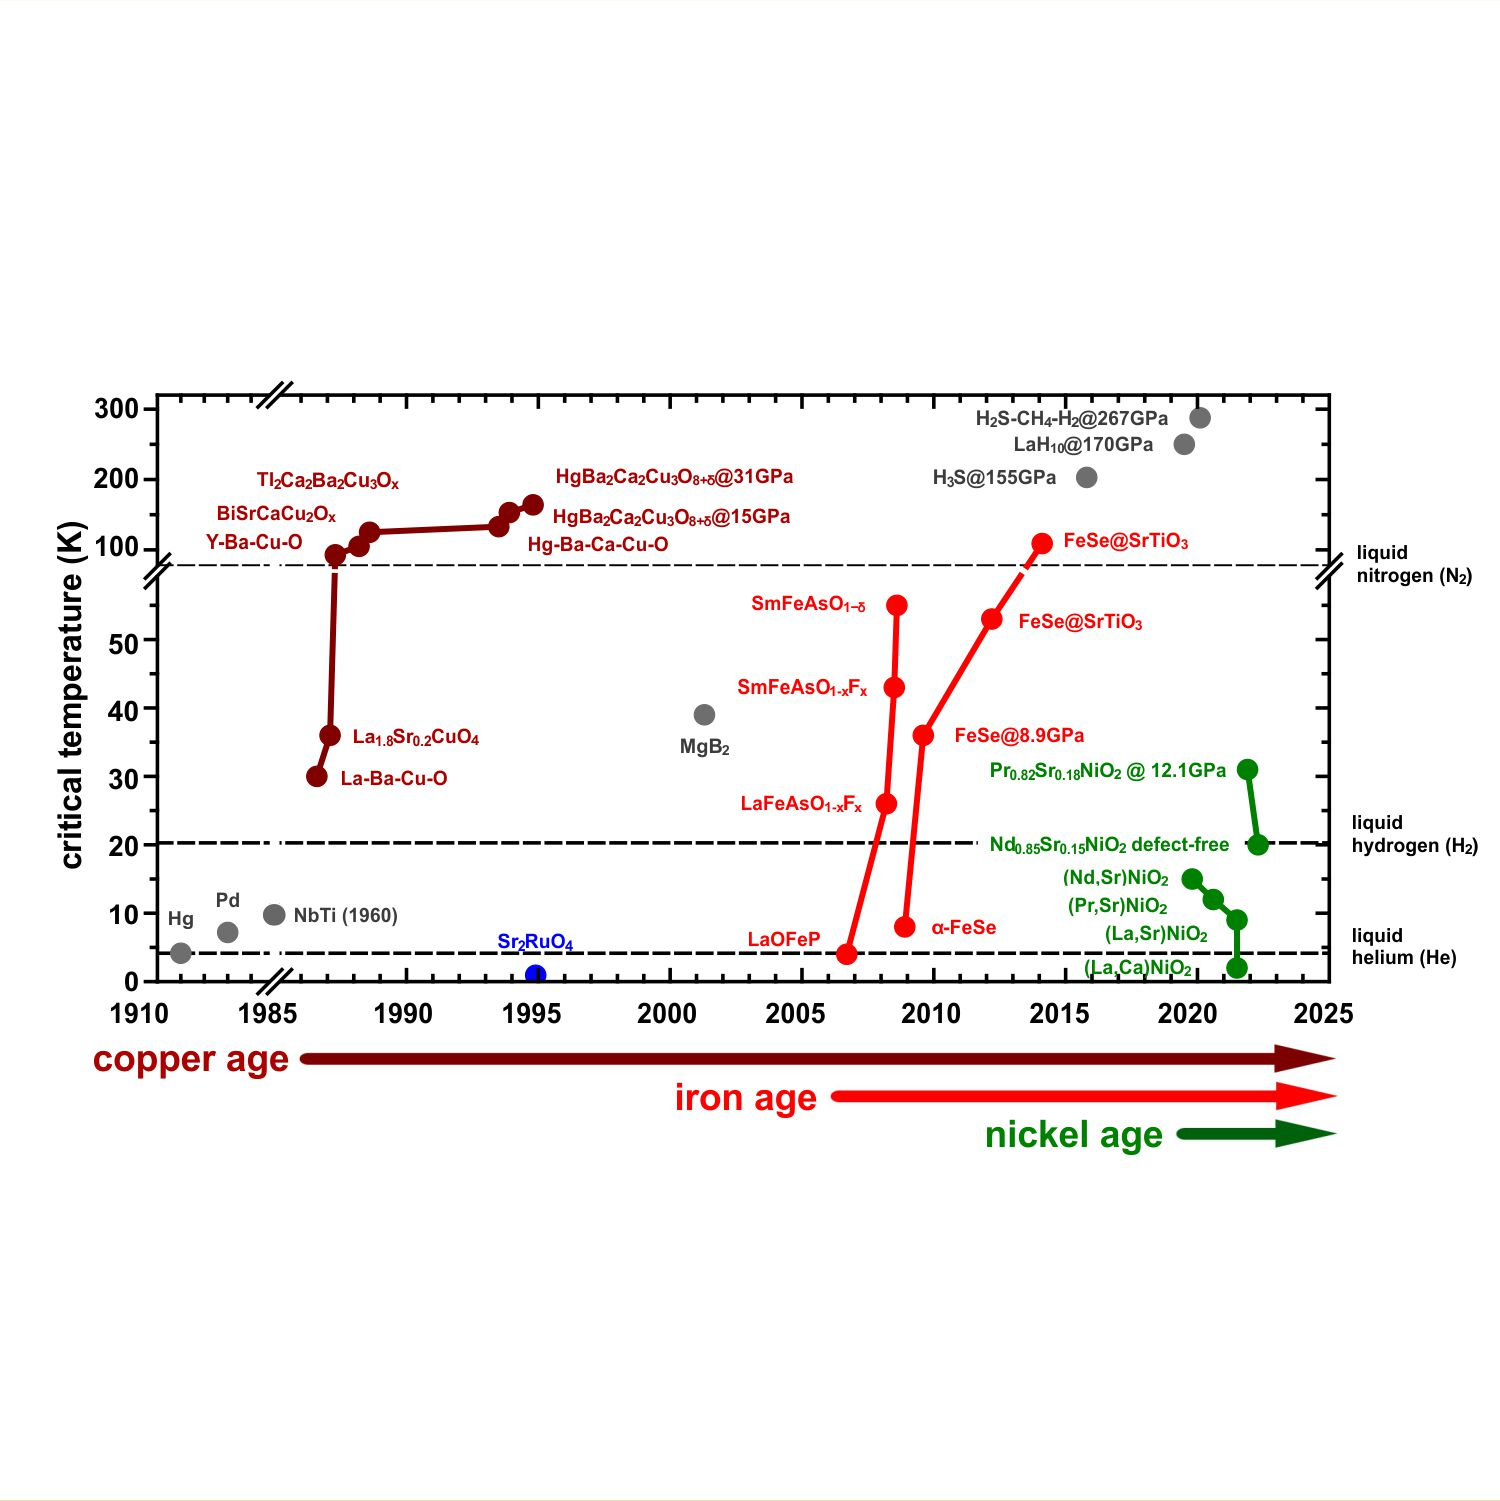 critical temperature (K)
300
200
100
50
40
30
20
10
0
H₂S-CH₄-H₂@267GPa
LaH₁₀@170GPa
H₃S@155GPa
Tl₂Ca₂Ba₂Cu₃Oₓ
HgBa₂Ca₂Cu₃O₈₊δ@31GPa
BiSrCaCu₂Oₓ
HgBa₂Ca₂Cu₃O₈₊δ@15GPa
Y-Ba-Cu-O
Hg-Ba-Ca-Cu-O
FeSe@SrTiO₃
liquid
nitrogen (N₂)
SmFeAsO₁₋δ
FeSe@SrTiO₃
SmFeAsO₁₋ₓFₓ
MgB₂
La₁.₈Sr₀.₂CuO₄
FeSe@8.9GPa
La-Ba-Cu-O
Pr₀.₈₂Sr₀.₁₈NiO₂ @ 12.1GPa
LaFeAsO₁₋ₓFₓ
liquid
hydrogen (H₂)
Nd₀.₈₅Sr₀.₁₅NiO₂ defect-free
(Nd,Sr)NiO₂
(Pr,Sr)NiO₂
(La,Sr)NiO₂
(La,Ca)NiO₂
Hg
Pd
NbTi (1960)
Sr₂RuO₄
LaOFeP
α-FeSe
liquid
helium (He)
1910 1985 1990 1995 2000 2005 2010 2015 2020 2025
copper age
iron age
nickel age